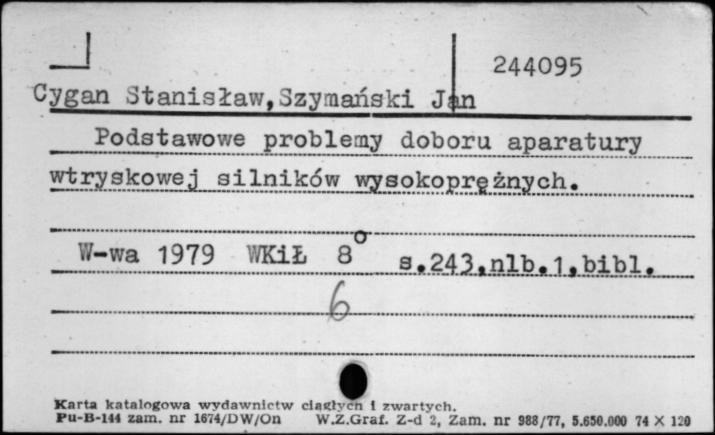 244095
Cygan Stanisław,Szymański Jan
Podstawowe problemy doboru aparatury
wtryskowej silników wysokoprężnych.
W-wa 1979 WKiŁ 8° s.243,nlb.1,bibl.
6
Karta katalogowa wydawnictw ciągłych i zwartych.
Pu-B-144 zam. nr 1674/DW/On W.Z.Graf. Z-d 2, Zam. nr 988/77, 5.650.000 74 X 120